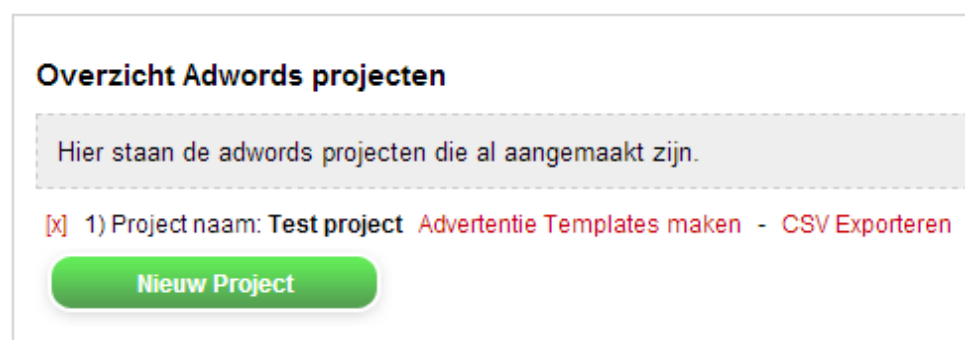 Overzicht Adwords projecten
Hier staan de adwords projecten die al aangemaakt zijn.
[x] 1) Project naam: Test project Advertentie Templates maken - CSV Exporteren
Nieuw Project